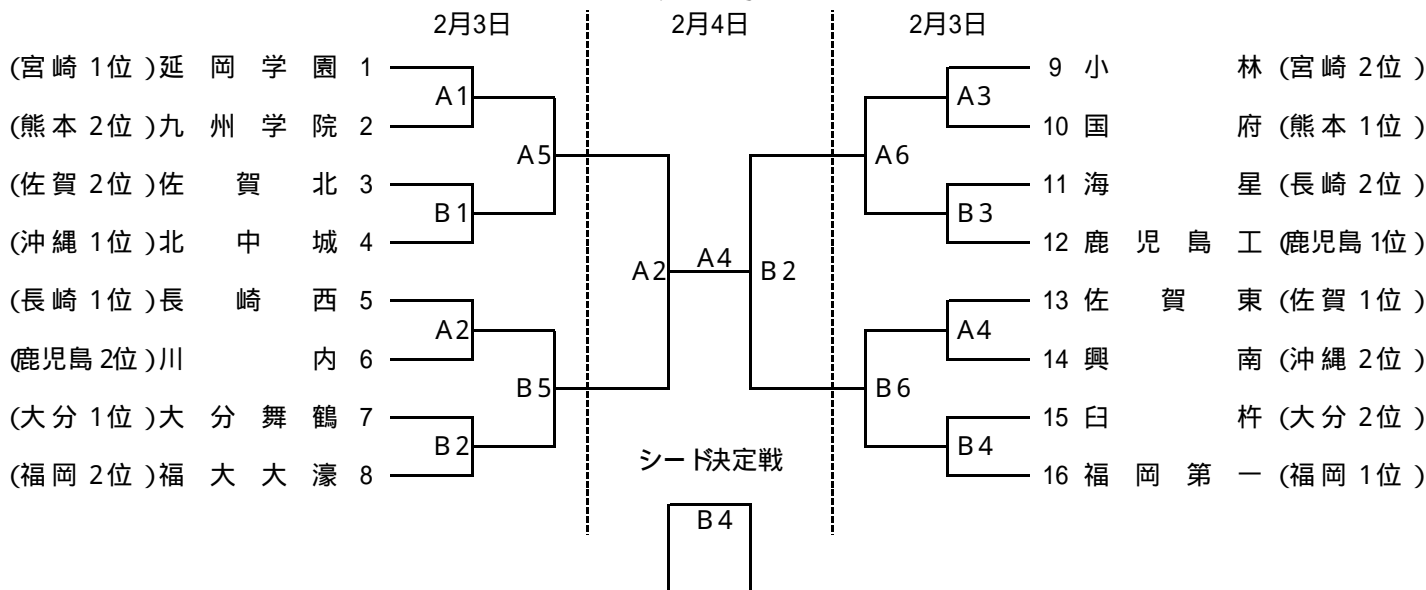 2月3日 2月4日 2月3日
(宮崎1位)延岡学園 1 9 小林 (宮崎2位)
A1 A3
(熊本2位)九州学院 2 10 国府 (熊本1位)
A5 A6
(佐賀2位)佐賀北 3 11 海星 (長崎2位)
B1 B3
(沖縄1位)北中城 4 12 鹿児島工 (鹿児島1位)
A2 A4 B2
(長崎1位)長崎西 5 13 佐賀東 (佐賀1位)
A2 A4
(鹿児島2位)川内 6 14 興南 (沖縄2位)
B5 B6
(大分1位)大分舞鶴 7 15 臼杵 (大分2位)
B2 シード決定戦 B4
(福岡2位)福大大濠 8 16 福岡第一 (福岡1位)
B4